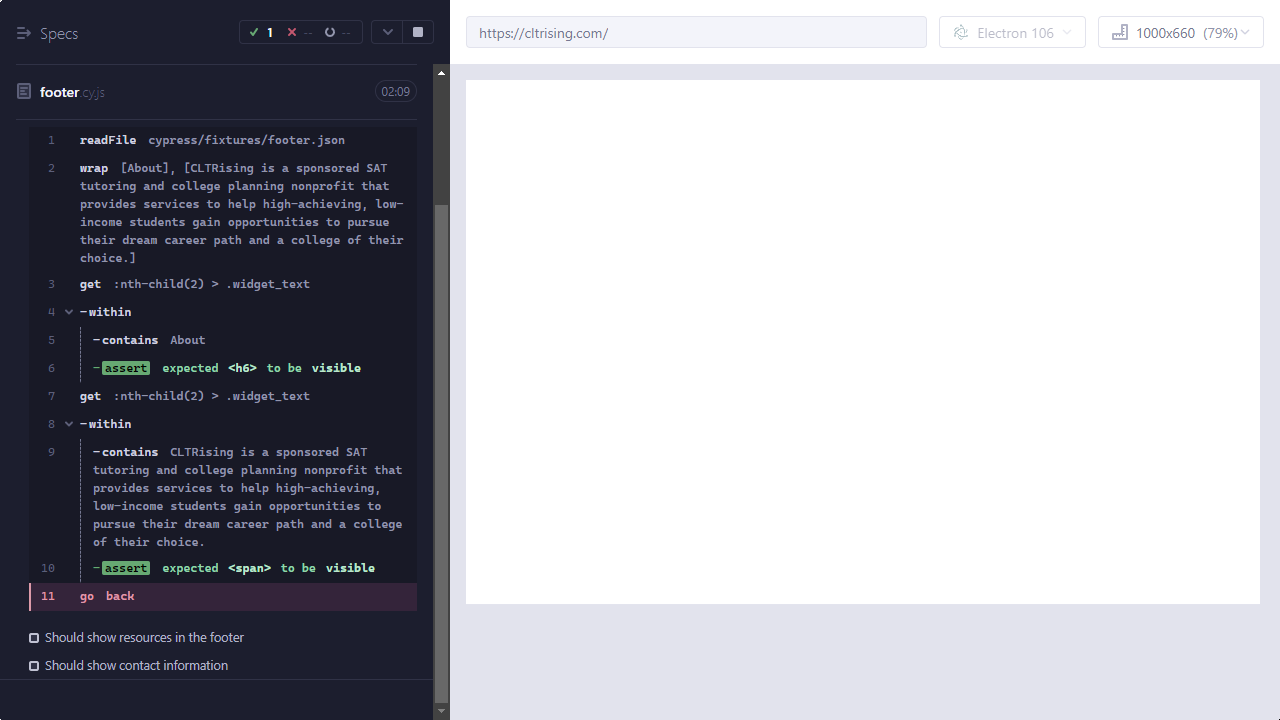 Specs
1 -- --
https://cltrising.com/
Electron 106
1000x660 (79%)
footer.cy.js
02:09
1 readFile cypress/fixtures/footer.json
2 wrap [About], [CLTRising is a sponsored SAT
tutoring and college planning nonprofit that
provides services to help high-achieving, low-
income students gain opportunities to pursue
their dream career path and a college of their
choice.]
3 get :nth-child(2) > .widget_text
4 -within
5 -contains About
6 -assert expected <h6> to be visible
7 get :nth-child(2) > .widget_text
8 -within
9 -contains CLTRising is a sponsored SAT
tutoring and college planning nonprofit that
provides services to help high-achieving,
low-income students gain opportunities to
pursue their dream career path and a college
of their choice.
10 -assert expected <span> to be visible
11 go back
Should show resources in the footer
Should show contact information